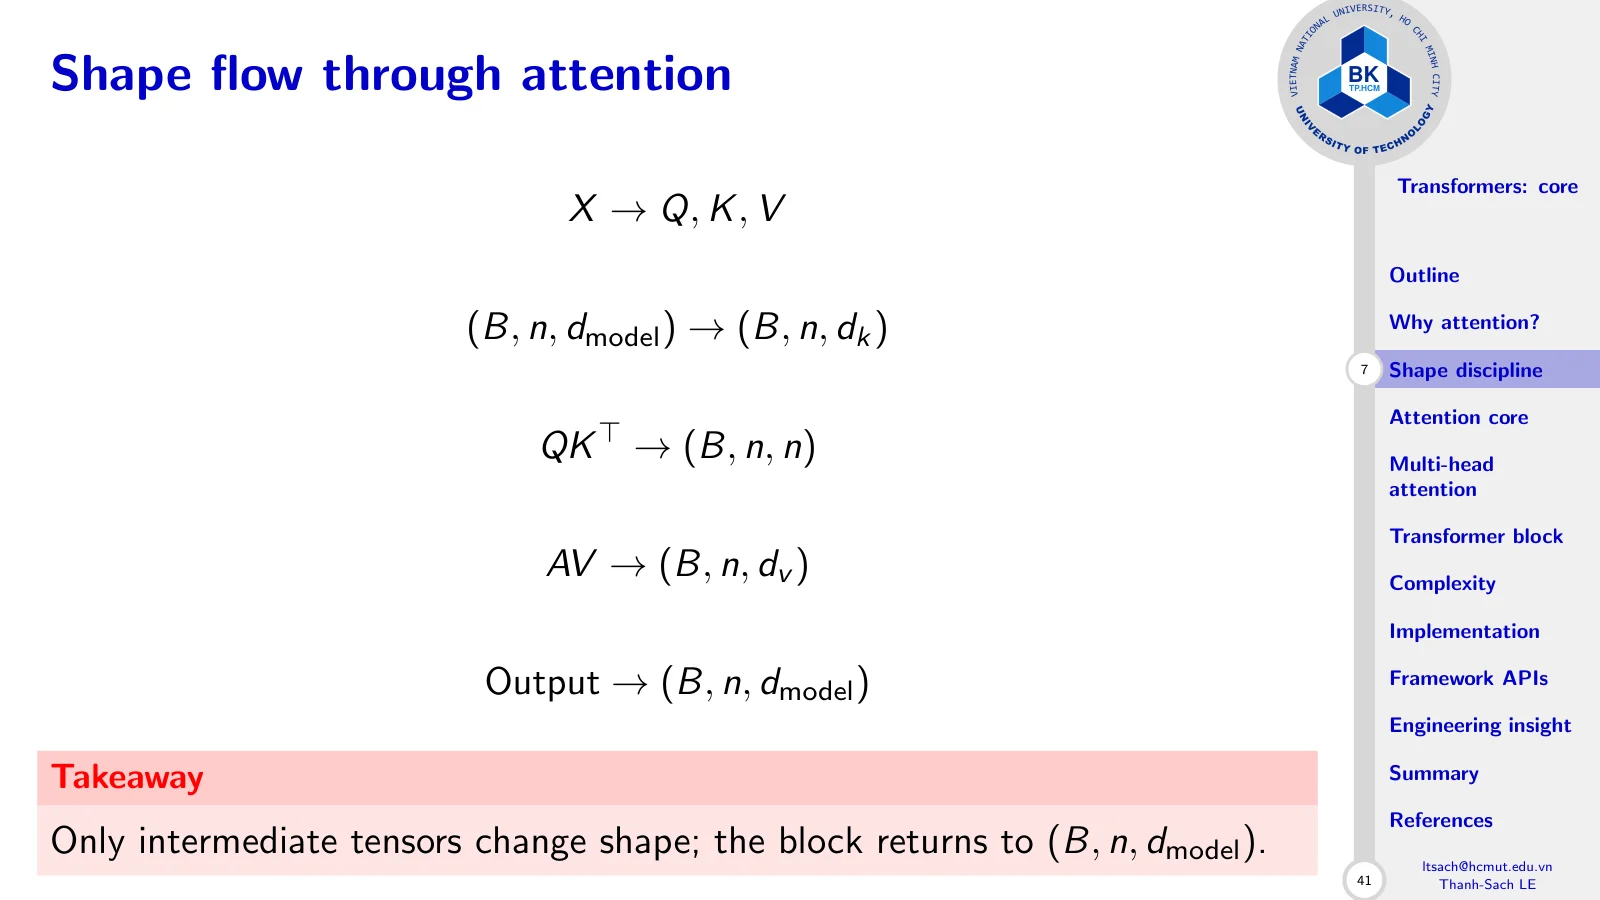 Shape flow through attention
X → Q, K, V
(B, n, d_model) → (B, n, d_k)
QK^⊤ → (B, n, n)
AV → (B, n, d_v)
Output → (B, n, d_model)
Takeaway
Only intermediate tensors change shape; the block returns to (B, n, d_model).
VIETNAM NATIONAL UNIVERSITY, HO CHI MINH CITY
BK
TP.HCM
UNIVERSITY OF TECHNOLOGY
Transformers: core
Outline
Why attention?
7
Shape discipline
Attention core
Multi-head
attention
Transformer block
Complexity
Implementation
Framework APIs
Engineering insight
Summary
References
41
ltsach@hcmut.edu.vn
Thanh-Sach LE